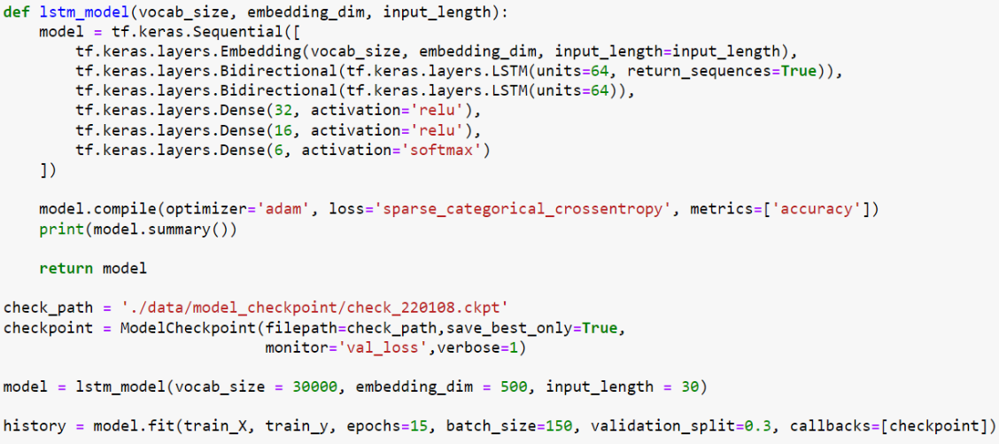 def lstm_model(vocab_size, embedding_dim, input_length):
    model = tf.keras.Sequential([
        tf.keras.layers.Embedding(vocab_size, embedding_dim, input_length=input_length),
        tf.keras.layers.Bidirectional(tf.keras.layers.LSTM(units=64, return_sequences=True)),
        tf.keras.layers.Bidirectional(tf.keras.layers.LSTM(units=64)),
        tf.keras.layers.Dense(32, activation='relu'),
        tf.keras.layers.Dense(16, activation='relu'),
        tf.keras.layers.Dense(6, activation='softmax')
    ])
    model.compile(optimizer='adam', loss='sparse_categorical_crossentropy', metrics=['accuracy'])
    print(model.summary())
    return model
check_path = './data/model_checkpoint/check_220108.ckpt'
checkpoint = ModelCheckpoint(filepath=check_path,save_best_only=True,
                             monitor='val_loss',verbose=1)
model = lstm_model(vocab_size = 30000, embedding_dim = 500, input_length = 30)
history = model.fit(train_X, train_y, epochs=15, batch_size=150, validation_split=0.3, callbacks=[checkpoint])